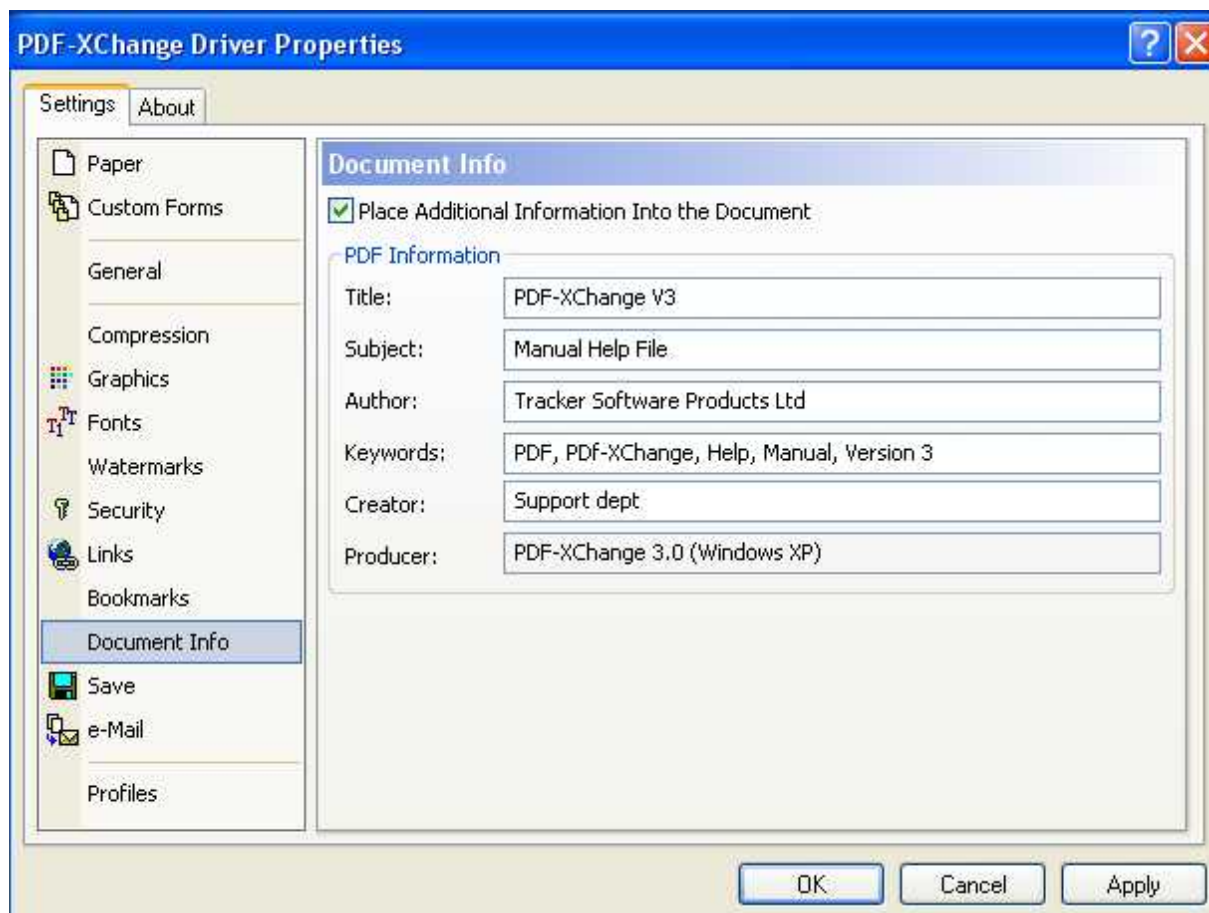 PDF-XChange Driver Properties
Settings
About
Paper
Custom Forms
General
Compression
Graphics
Fonts
Watermarks
Security
Links
Bookmarks
Document Info
Save
e-Mail
Profiles
Document Info
Place Additional Information Into the Document
PDF Information
Title: PDF-XChange V3
Subject: Manual Help File
Author: Tracker Software Products Ltd
Keywords: PDF, PDf-XChange, Help, Manual, Version 3
Creator: Support dept
Producer: PDF-XChange 3.0 (Windows XP)
OK
Cancel
Apply